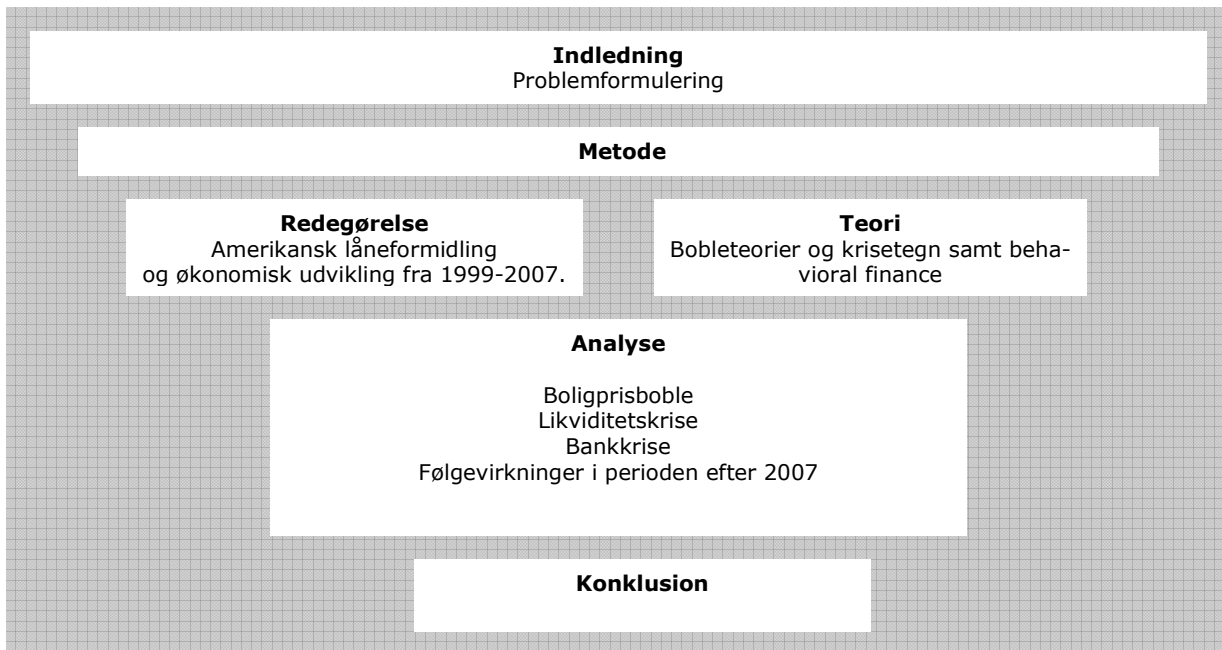 Indledning
Problemformulering
Metode
Redegørelse
Amerikansk låneformidling
og økonomisk udvikling fra 1999-2007.
Teori
Bobleteorier og krisetegn samt beha-
vioral finance
Analyse
Boligprisboble
Likviditetskrise
Bankkrise
Følgevirkninger i perioden efter 2007
Konklusion